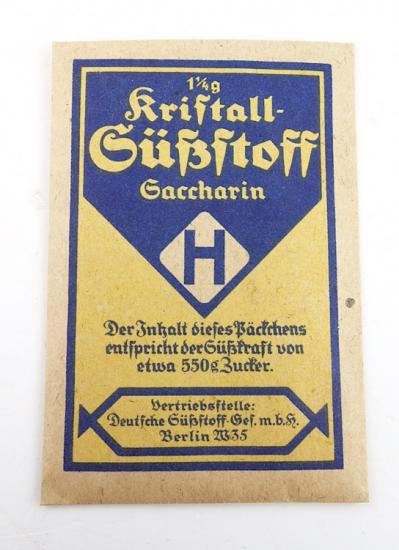 1¼g
Kriſtall-
Süßſtoff
Saccharin
H
Der Inhalt dieſes Päckchens
entſpricht der Süßkraft von
etwa 550g Zucker.
Vertriebsſtelle:
Deutſche Süßſtoff-Geſ. m. b. H.
Berlin W35